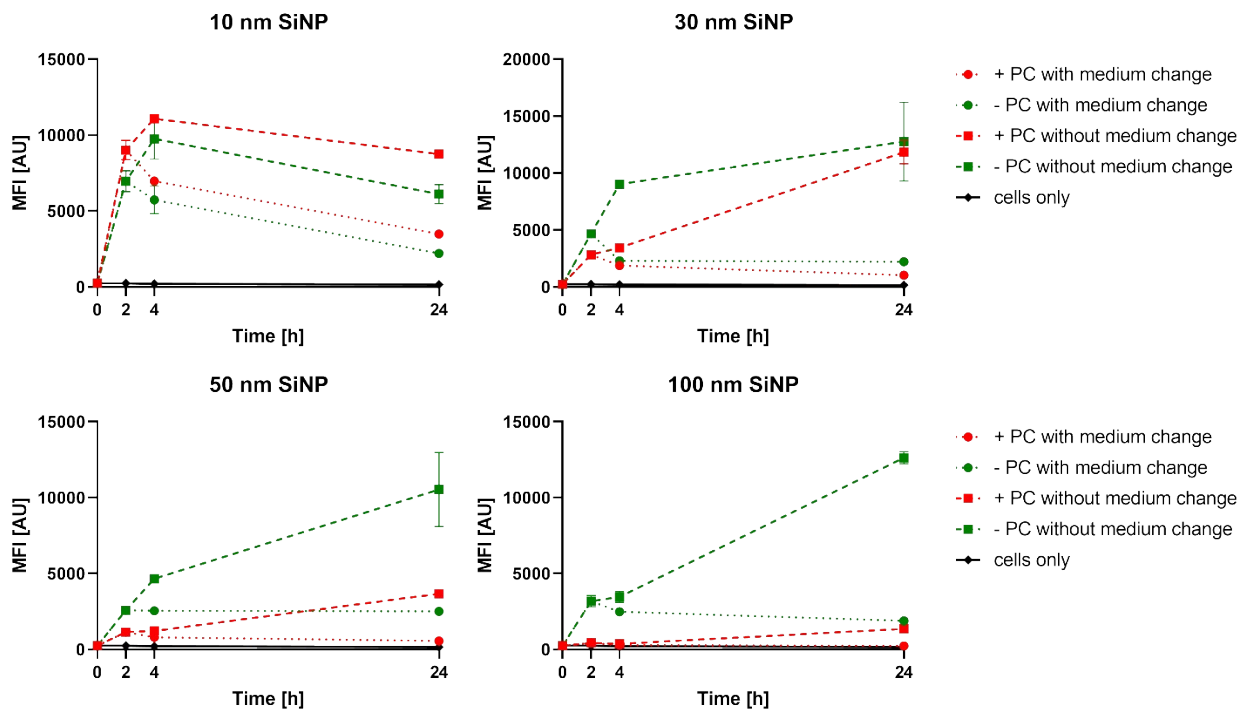 10 nm SiNP
15000
10000
5000
0
MFI [AU]
0 2 4 24
Time [h]
30 nm SiNP
20000
15000
10000
5000
0
MFI [AU]
0 2 4 24
Time [h]
+ PC with medium change
- PC with medium change
+ PC without medium change
- PC without medium change
cells only
50 nm SiNP
15000
10000
5000
0
MFI [AU]
0 2 4 24
Time [h]
100 nm SiNP
15000
10000
5000
0
MFI [AU]
0 2 4 24
Time [h]
+ PC with medium change
- PC with medium change
+ PC without medium change
- PC without medium change
cells only